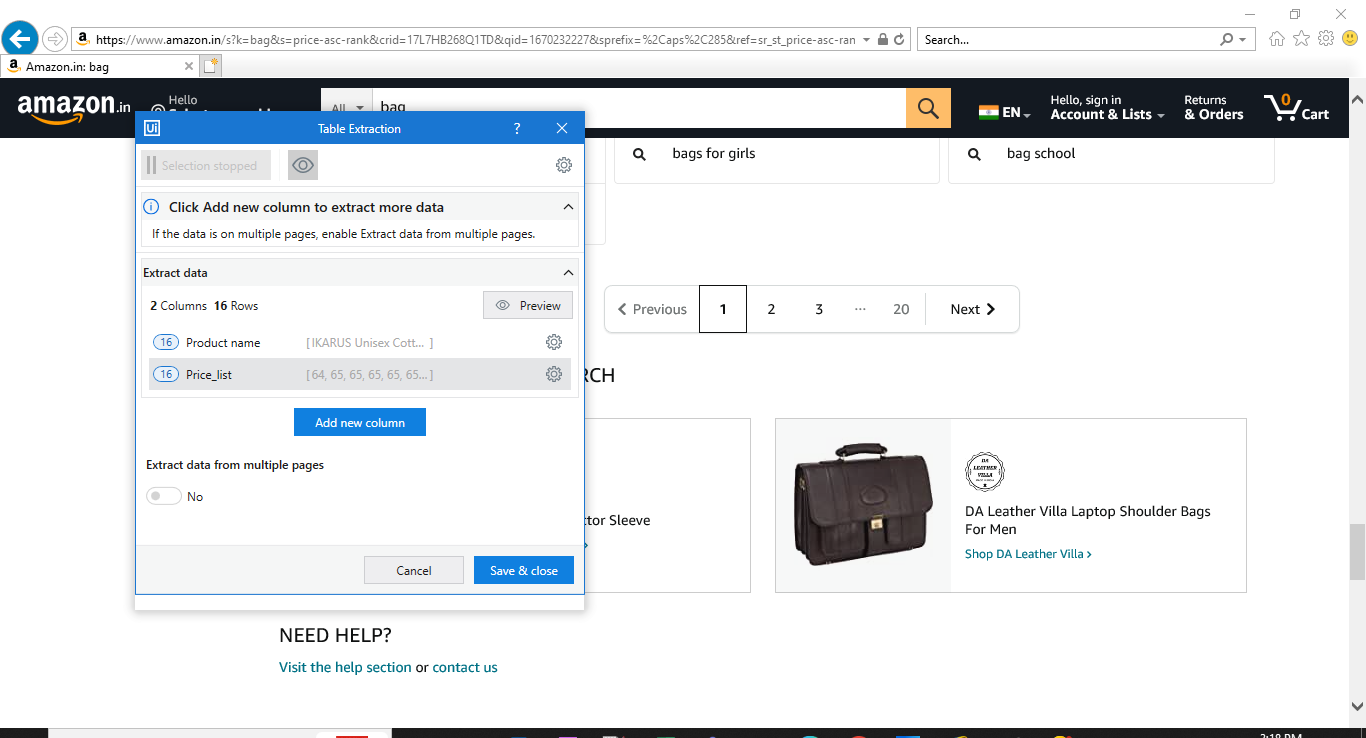 https://www.amazon.in/s?k=bag&s=price-asc-rank&crid=17L7HB268Q1TD&qid=1670232227&sprefix=%2Caps%2C285&ref=sr_st_price-asc-ran
Search...
Amazon.in: bag
amazon.in
Hello
All
bag
EN
Hello, sign in
Account & Lists
Returns
& Orders
0
Cart
bags for girls
bag school
Ui
Table Extraction
?
Selection stopped
Click Add new column to extract more data
If the data is on multiple pages, enable Extract data from multiple pages.
Extract data
2 Columns 16 Rows
Preview
16 Product name [ IKARUS Unisex Cott... ]
16 Price_list [ 64, 65, 65, 65, 65, 65... ]
Add new column
Extract data from multiple pages
No
Cancel
Save & close
Previous 1 2 3 ... 20 Next
RCH
tor Sleeve
DA
LEATHER
VILLA
DA Leather Villa Laptop Shoulder Bags
For Men
Shop DA Leather Villa
NEED HELP?
Visit the help section or contact us
2:18 PM